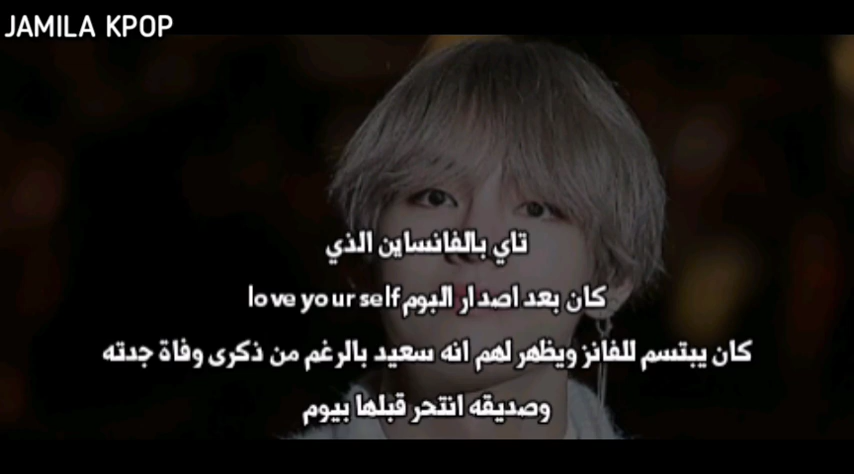 JAMILA KPOP
تاي بالفانساين الذي
كان بعد اصدار البوم love your self
كان يبتسم للفانز ويظهر لهم انه سعيد بالرغم من ذكرى وفاة جدته
وصديقه انتحر قبلها بيوم